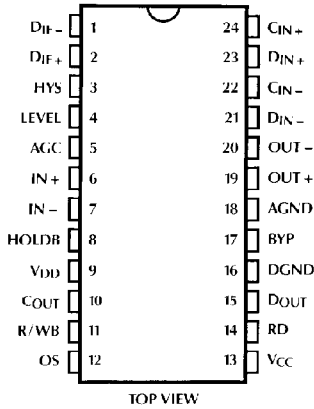 DIF- 1 24 CIN+
DIF+ 2 23 DIN+
HYS 3 22 CIN-
LEVEL 4 21 DIN-
AGC 5 20 OUT-
IN+ 6 19 OUT+
IN- 7 18 AGND
HOLDB 8 17 BYP
VDD 9 16 DGND
COUT 10 15 DOUT
R/WB 11 14 RD
OS 12 13 VCC
TOP VIEW